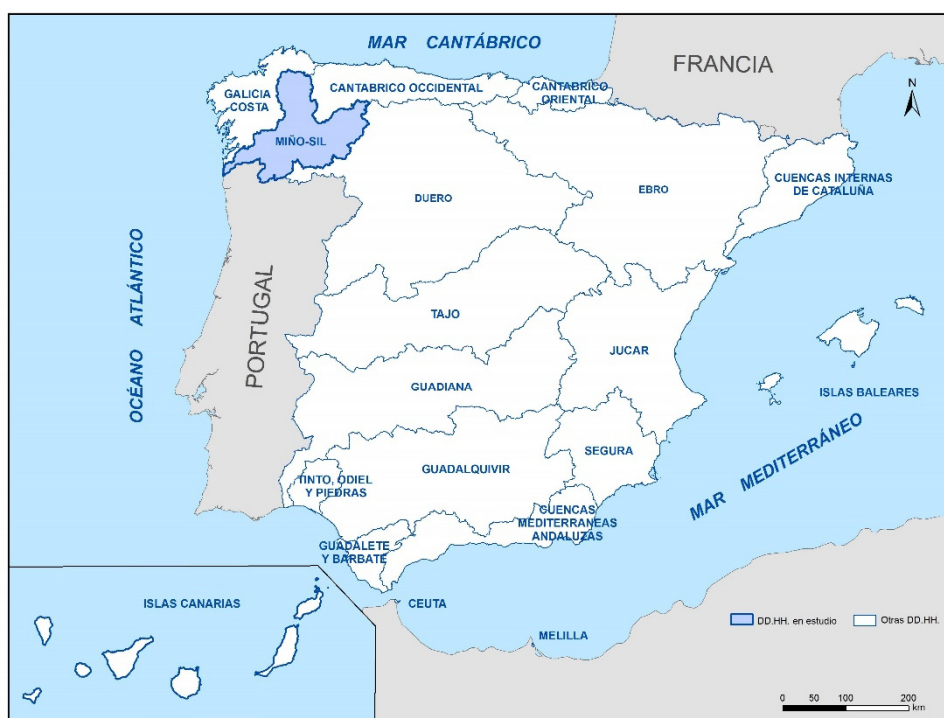 MAR CANTÁBRICO
FRANCIA
N
GALICIA
COSTA
CANTABRICO OCCIDENTAL
CANTABRICO
ORIENTAL
MIÑO-SIL
CUENCAS INTERNAS
DE CATALUÑA
EBRO
DUERO
OCÉANO ATLÁNTICO
PORTUGAL
TAJO
JUCAR
GUADIANA
ISLAS BALEARES
MAR MEDITERRÁNEO
SEGURA
GUADALQUIVIR
TINTO, ODIEL
Y PIEDRAS
CUENCAS
MEDITERRANEAS
ANDALUZAS
GUADALETE
Y BARBATE
ISLAS CANARIAS
CEUTA
MELILLA
DD.HH. en estudio
Otras DD.HH.
0 50 100 200
km